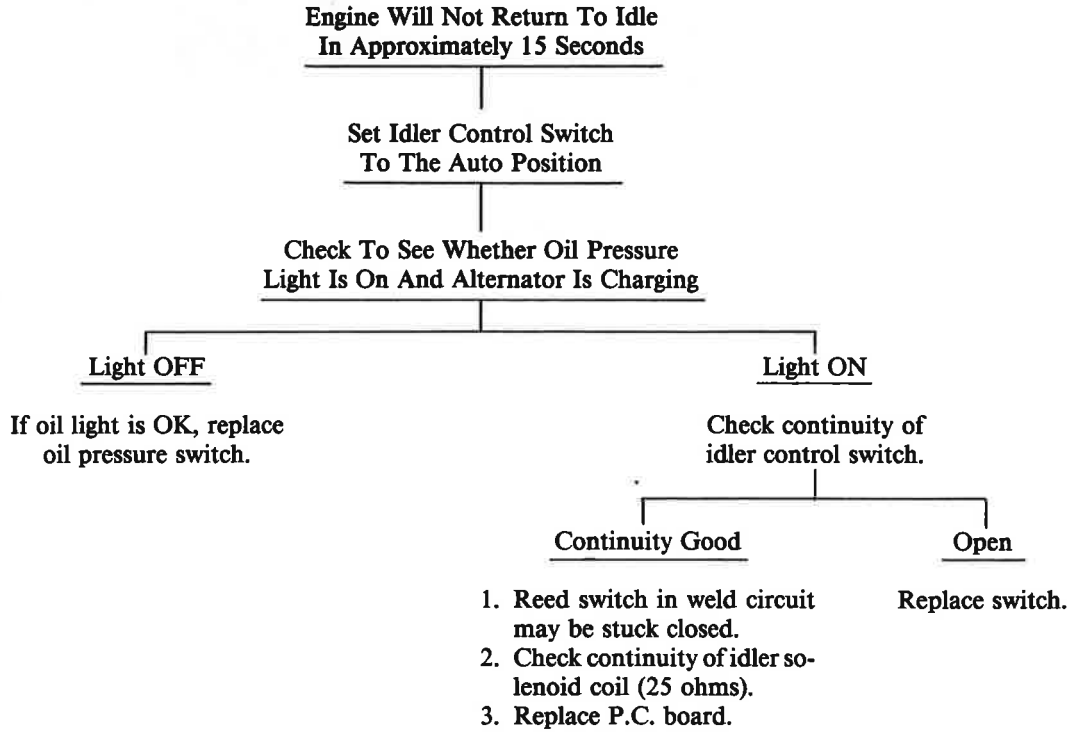 Engine Will Not Return To Idle
In Approximately 15 Seconds
Set Idler Control Switch
To The Auto Position
Check To See Whether Oil Pressure
Light Is On And Alternator Is Charging
Light OFF
Light ON
If oil light is OK, replace
oil pressure switch.
Check continuity of
idler control switch.
Continuity Good
Open
1. Reed switch in weld circuit
may be stuck closed.
2. Check continuity of idler so-
lenoid coil (25 ohms).
3. Replace P.C. board.
Replace switch.